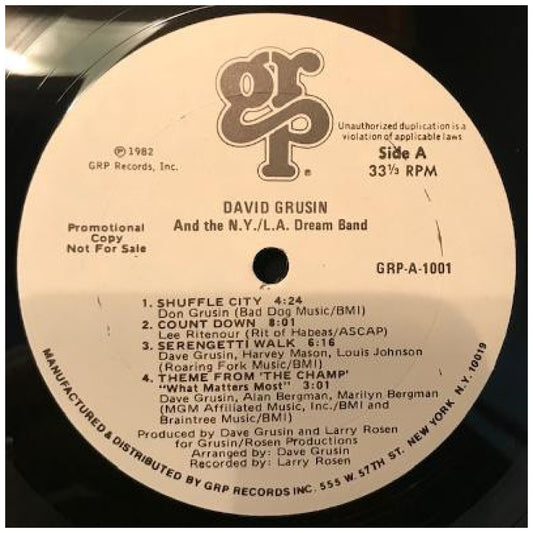 grp
®
Unauthorized duplication is a
violation of applicable laws
℗ 1982
GRP Records, Inc.
Side A
33⅓ RPM
DAVID GRUSIN
And the N.Y./L.A. Dream Band
Promotional
Copy
Not For Sale
GRP-A-1001
1. SHUFFLE CITY 4:24
Don Grusin (Bad Dog Music/BMI)
2. COUNT DOWN 8:01
Lee Ritenour (Rit of Habeas/ASCAP)
3. SERENGETTI WALK 6:16
Dave Grusin, Harvey Mason, Louis Johnson
(Roaring Fork Music/BMI)
4. THEME FROM 'THE CHAMP'
"What Matters Most" 3:01
Dave Grusin, Alan Bergman, Marilyn Bergman
(MGM Affiliated Music, Inc./BMI and
Braintree Music/BMI)
Produced by Dave Grusin and Larry Rosen
for Grusin/Rosen Productions
Arranged by: Dave Grusin
Recorded by: Larry Rosen
MANUFACTURED & DISTRIBUTED BY GRP RECORDS INC. 555 W. 57TH ST. NEW YORK N.Y. 10019